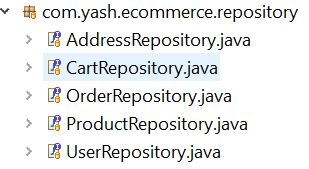 com.yash.ecommerce.repository
AddressRepository.java
CartRepository.java
OrderRepository.java
ProductRepository.java
UserRepository.java